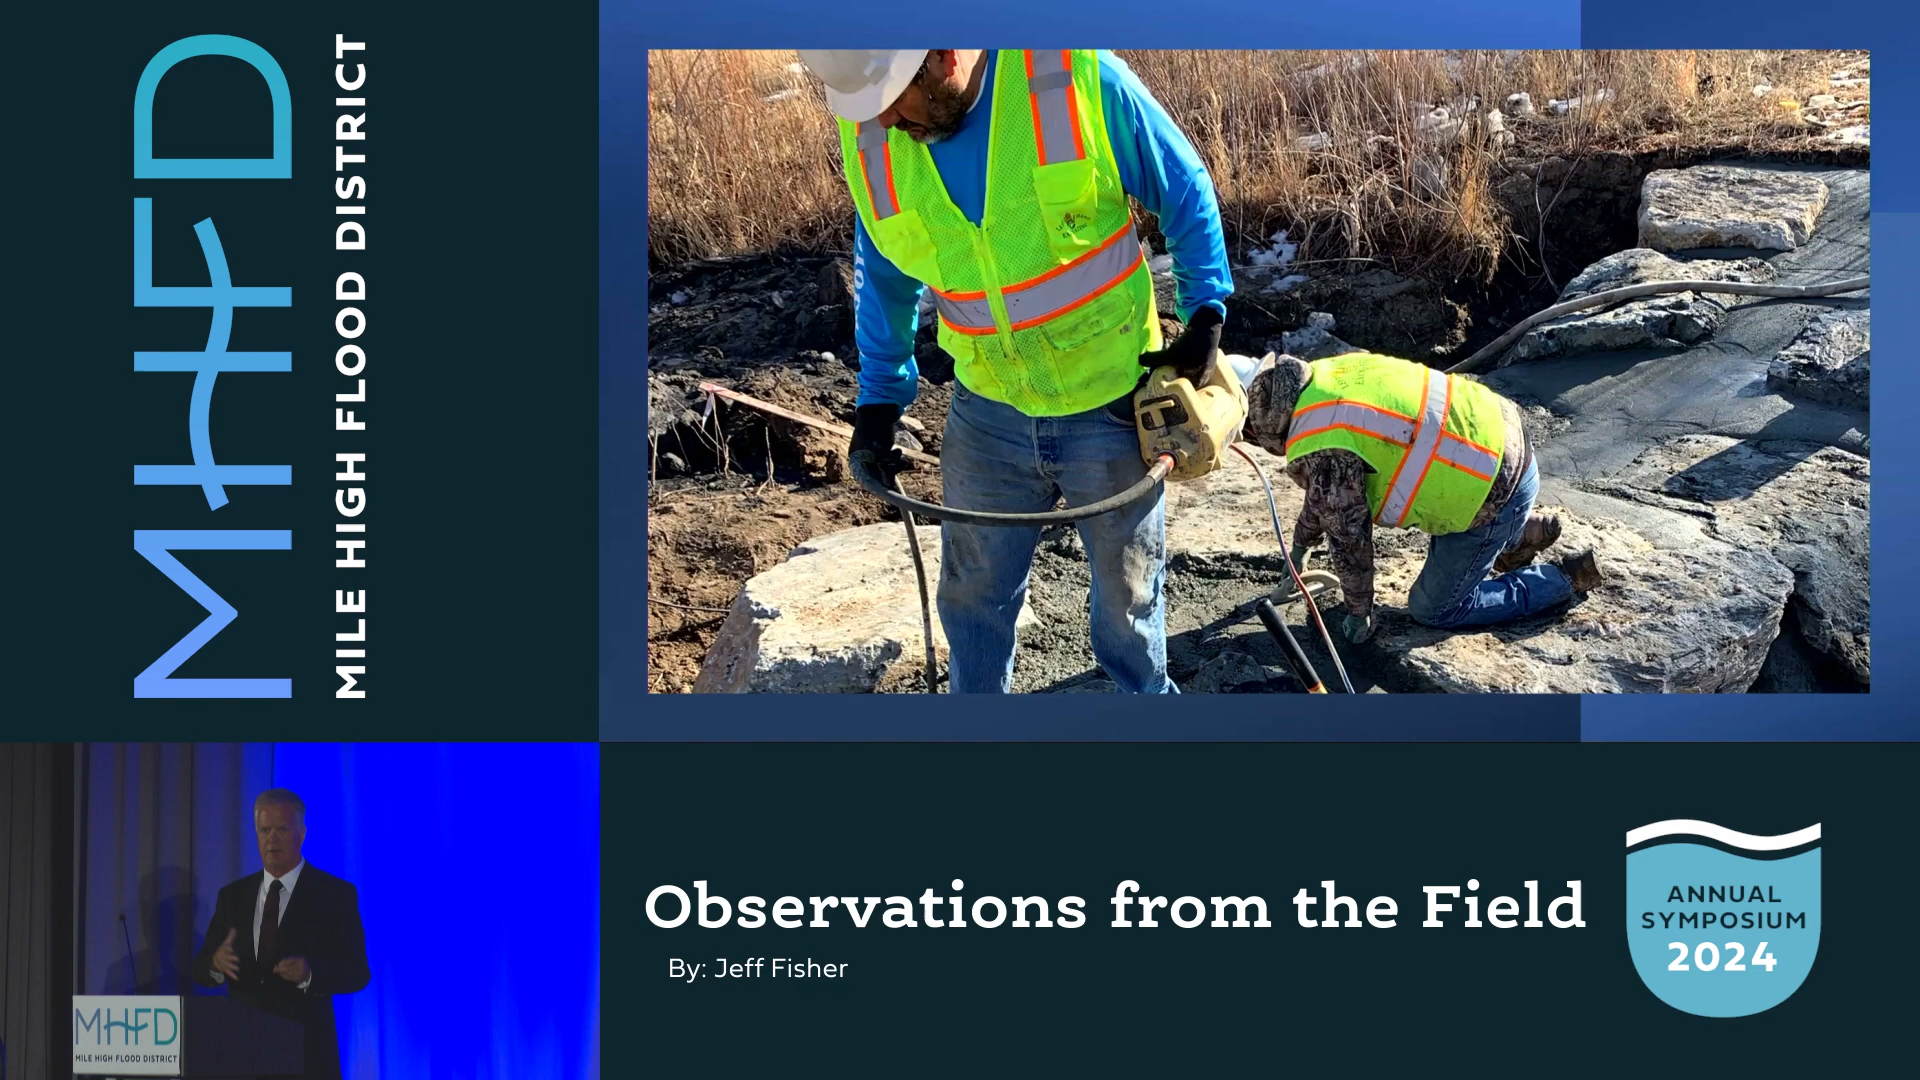 MHFD
MILE HIGH FLOOD DISTRICT
Observations from the Field
By: Jeff Fisher
ANNUAL
SYMPOSIUM
2024
MHFD
MILE HIGH FLOOD DISTRICT